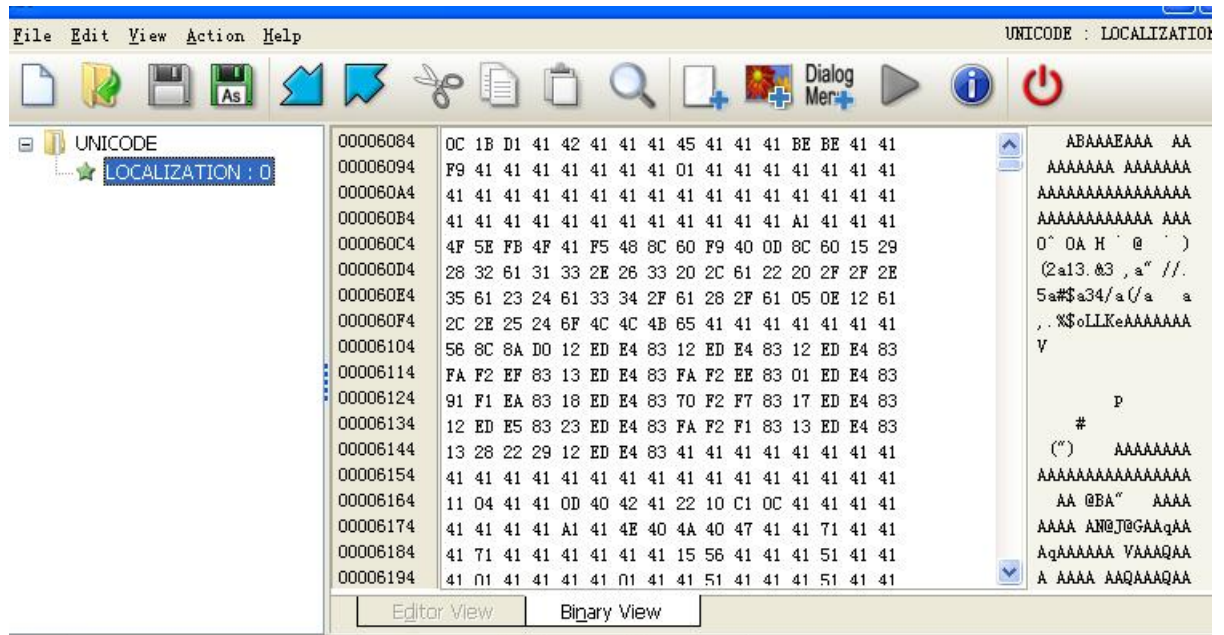 File Edit View Action Help
UNICODE : LOCALIZATION
As
Dialog
UNICODE
LOCALIZATION : 0
00006084 0C 1B D1 41 42 41 41 41 45 41 41 41 BE BE 41 41 ABAAAEAAA AA
00006094 F9 41 41 41 41 41 41 41 01 41 41 41 41 41 41 41 AAAAAAA AAAAAAA
000060A4 41 41 41 41 41 41 41 41 41 41 41 41 41 41 41 41 AAAAAAAAAAAAAAAA
000060B4 41 41 41 41 41 41 41 41 41 41 41 41 A1 41 41 41 AAAAAAAAAAAA AAA
000060C4 4F 5E FB 4F 41 F5 48 8C 60 F9 40 0D 8C 60 15 29 O^ OA H ` @ ` )
000060D4 28 32 61 31 33 2E 26 33 20 2C 61 22 20 2F 2F 2E (2a13.&3 ,a" //.
000060E4 35 61 23 24 61 33 34 2F 61 28 2F 61 05 0E 12 61 5a#$a34/a(/a a
000060F4 2C 2E 25 24 6F 4C 4C 4B 65 41 41 41 41 41 41 41 ,.%$oLLKeAAAAAAA
00006104 56 8C 8A D0 12 ED E4 83 12 ED E4 83 12 ED E4 83 V
00006114 FA F2 EF 83 13 ED E4 83 FA F2 EE 83 01 ED E4 83
00006124 91 F1 EA 83 18 ED E4 83 70 F2 F7 83 17 ED E4 83 p
00006134 12 ED E5 83 23 ED E4 83 FA F2 F1 83 13 ED E4 83 #
00006144 13 28 22 29 12 ED E4 83 41 41 41 41 41 41 41 41 (") AAAAAAAA
00006154 41 41 41 41 41 41 41 41 41 41 41 41 41 41 41 41 AAAAAAAAAAAAAAAA
00006164 11 04 41 41 0D 40 42 41 22 10 C1 0C 41 41 41 41 AA @BA" AAAA
00006174 41 41 41 41 A1 41 4E 40 4A 40 47 41 41 71 41 41 AAAA AN@J@GAAqAA
00006184 41 71 41 41 41 41 41 41 15 56 41 41 41 51 41 41 AqAAAAAA VAAAQAA
00006194 41 01 41 41 41 41 01 41 41 51 41 41 41 51 41 41 A AAAA AAQAAAQAA
Editor View Binary View